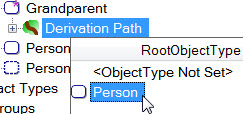 Grandparent
Derivation Path
Person
RootObjectType
Person
<ObjectType Not Set>
act Types
Person
roups